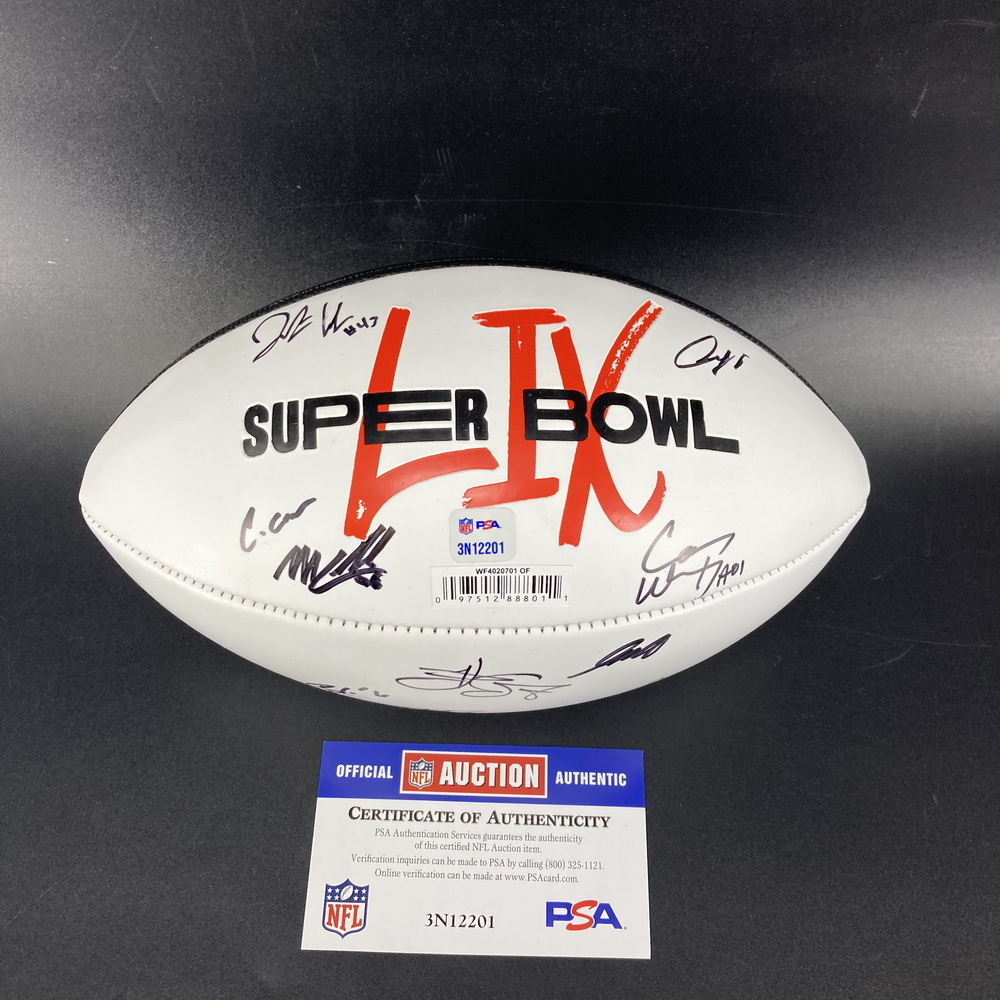 #43
LIX
SUPER BOWL
NFL PSA
3N12201
WF4020701 OF
0 97512 88801 1
OFFICIAL NFL AUCTION AUTHENTIC
CERTIFICATE OF AUTHENTICITY
PSA Authentication Services guarantees the authenticity
of this certified NFL Auction item.
Verification inquiries can be made to PSA by calling (800) 325-1121.
Online verification can be made at www.PSAcard.com.
NFL
3N12201
PSA